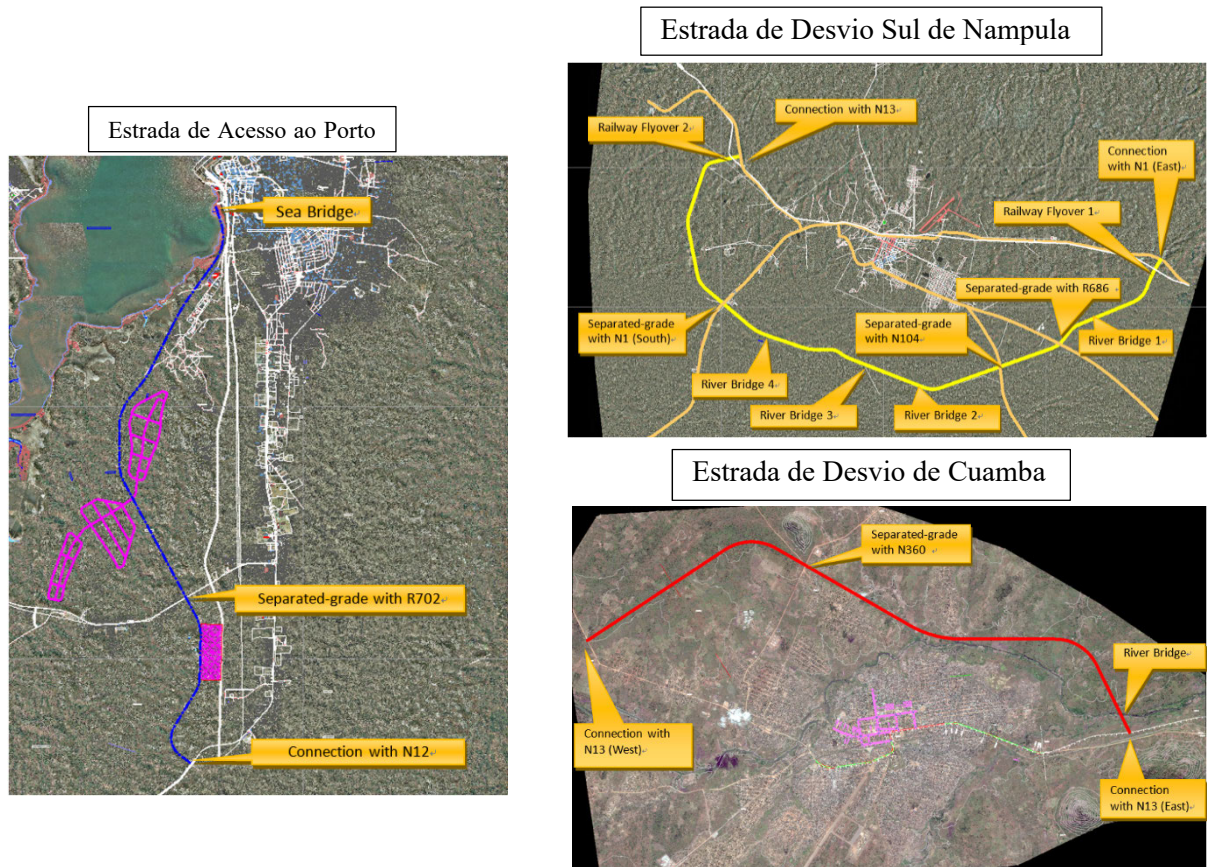 Estrada de Acesso ao Porto
Sea Bridge
Separated-grade with R702
Connection with N12
Estrada de Desvio Sul de Nampula
Railway Flyover 2
Connection with N13
Connection
with N1 (East)
Railway Flyover 1
Separated-grade
with N1 (South)
Separated-grade
with N104
Separated-grade with R686
River Bridge 1
River Bridge 4
River Bridge 3
River Bridge 2
Estrada de Desvio Sul de Cuamba
Separated-grade
with N360
River Bridge
Connection with
N13 (West)
Connection
with N13 (East)